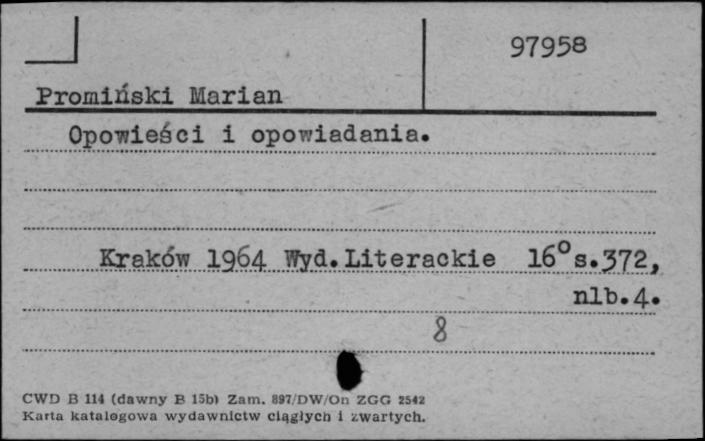 97958
Promiński Marian
Opowieści i opowiadania.
Kraków 1964 Wyd.Literackie 16° s.372,
nlb.4.
8
CWD B 114 (dawny B 15b) Zam. 897/DW/On ZGG 2542
Karta katalogowa wydawnictw ciągłych i zwartych.